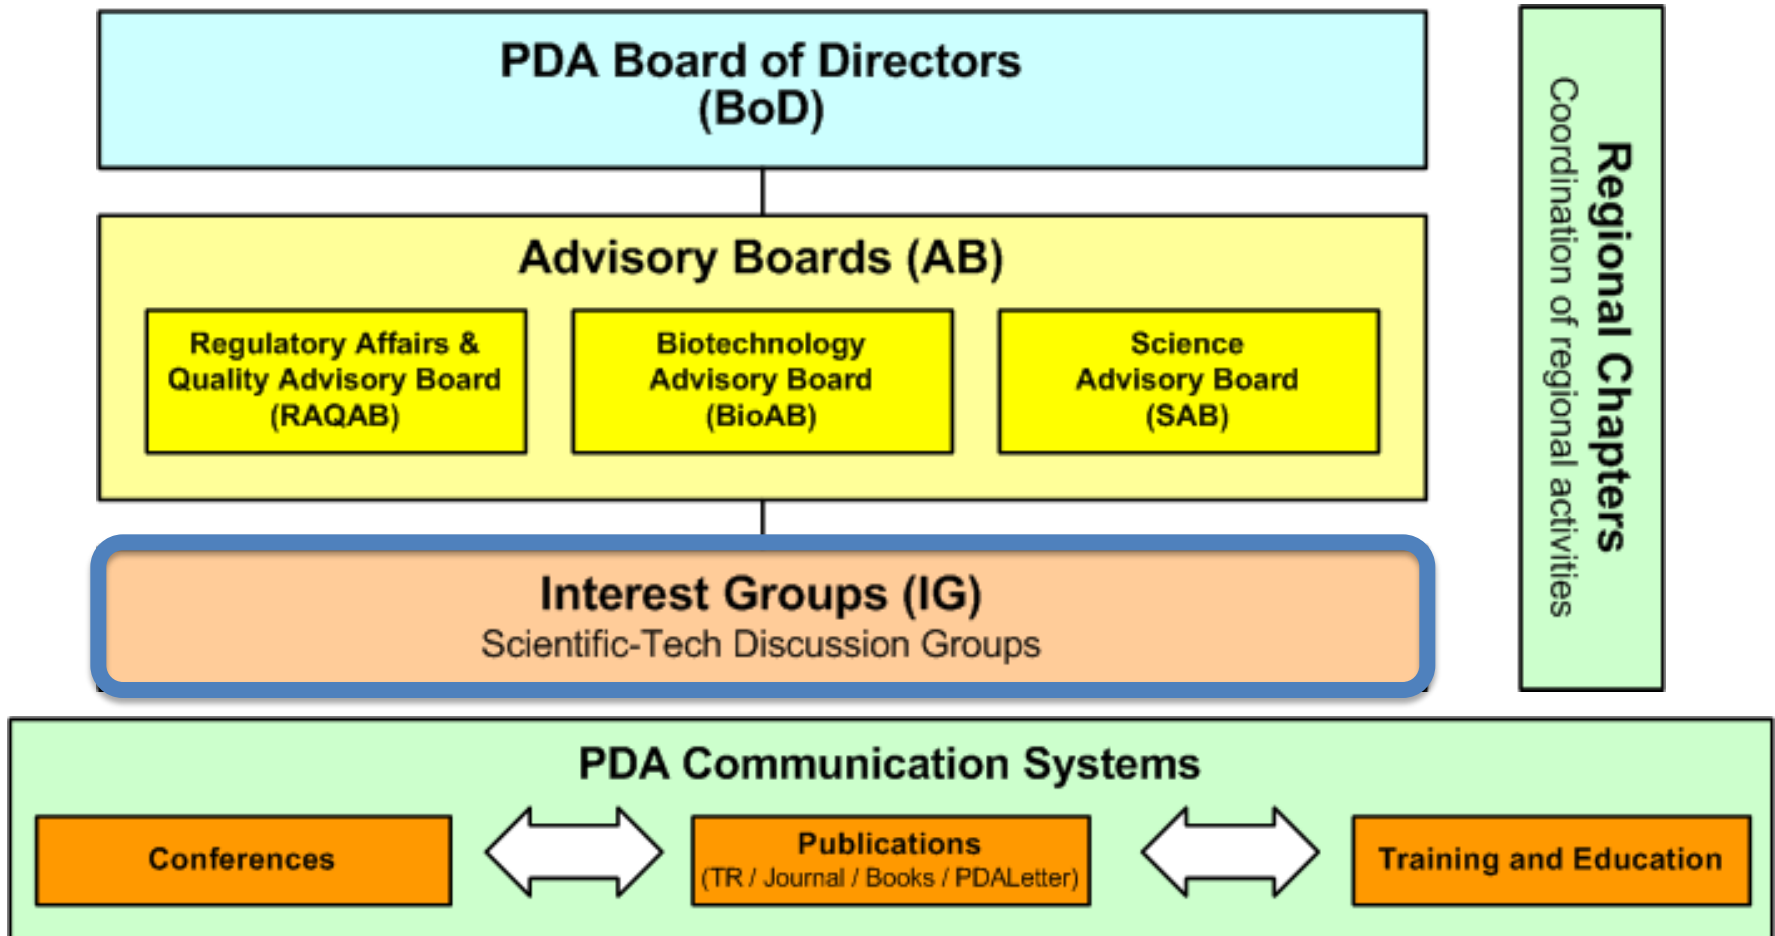 PDA Board of Directors
(BoD)
Advisory Boards (AB)
Regulatory Affairs &
Quality Advisory Board
(RAQAB)
Biotechnology
Advisory Board
(BioAB)
Science
Advisory Board
(SAB)
Interest Groups (IG)
Scientific-Tech Discussion Groups
Regional Chapters
Coordination of regional activities
PDA Communication Systems
Conferences
Publications
(TR / Journal / Books / PDALetter)
Training and Education